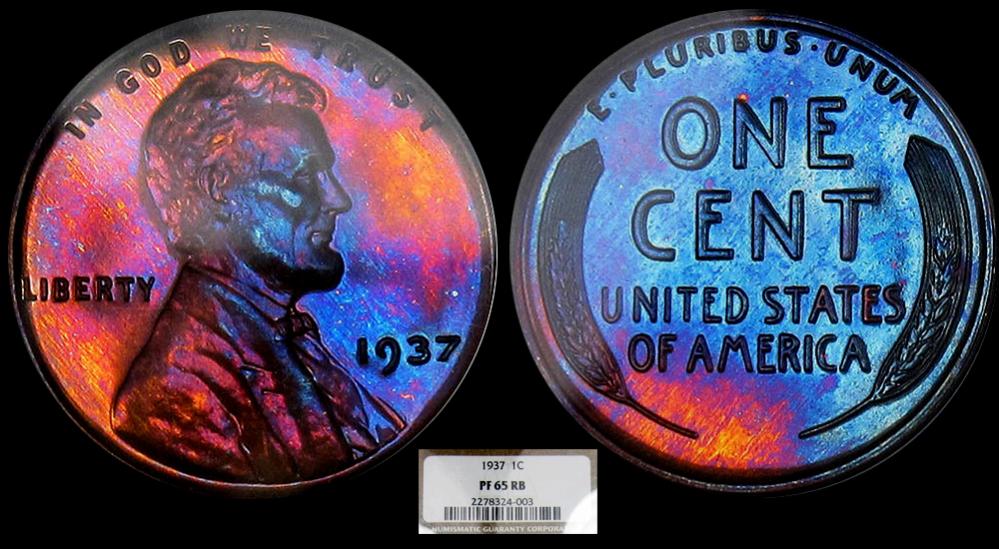 IN GOD WE TRUST
LIBERTY
1937
E·PLURIBUS·UNUM
ONE
CENT
UNITED STATES
OF AMERICA
1937 1C
PF 65 RB
2278324-003
NUMISMATIC GUARANTY CORPORA